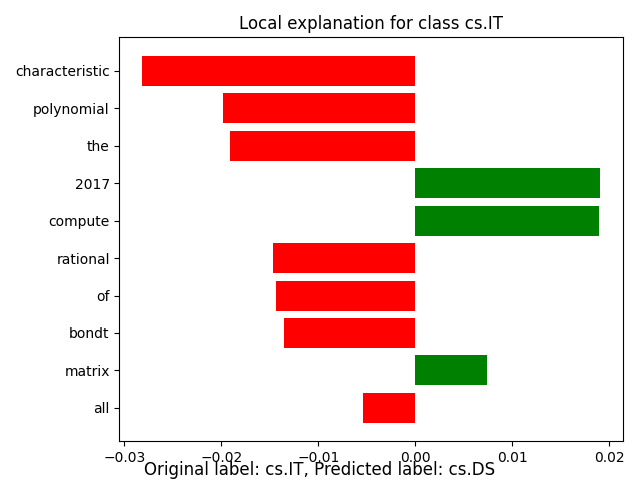 Local explanation for class cs.IT
characteristic
polynomial
the
2017
compute
rational
of
bondt
matrix
all
−0.03 −0.02 −0.01 0.00 0.01 0.02
Original label: cs.IT, Predicted label: cs.DS